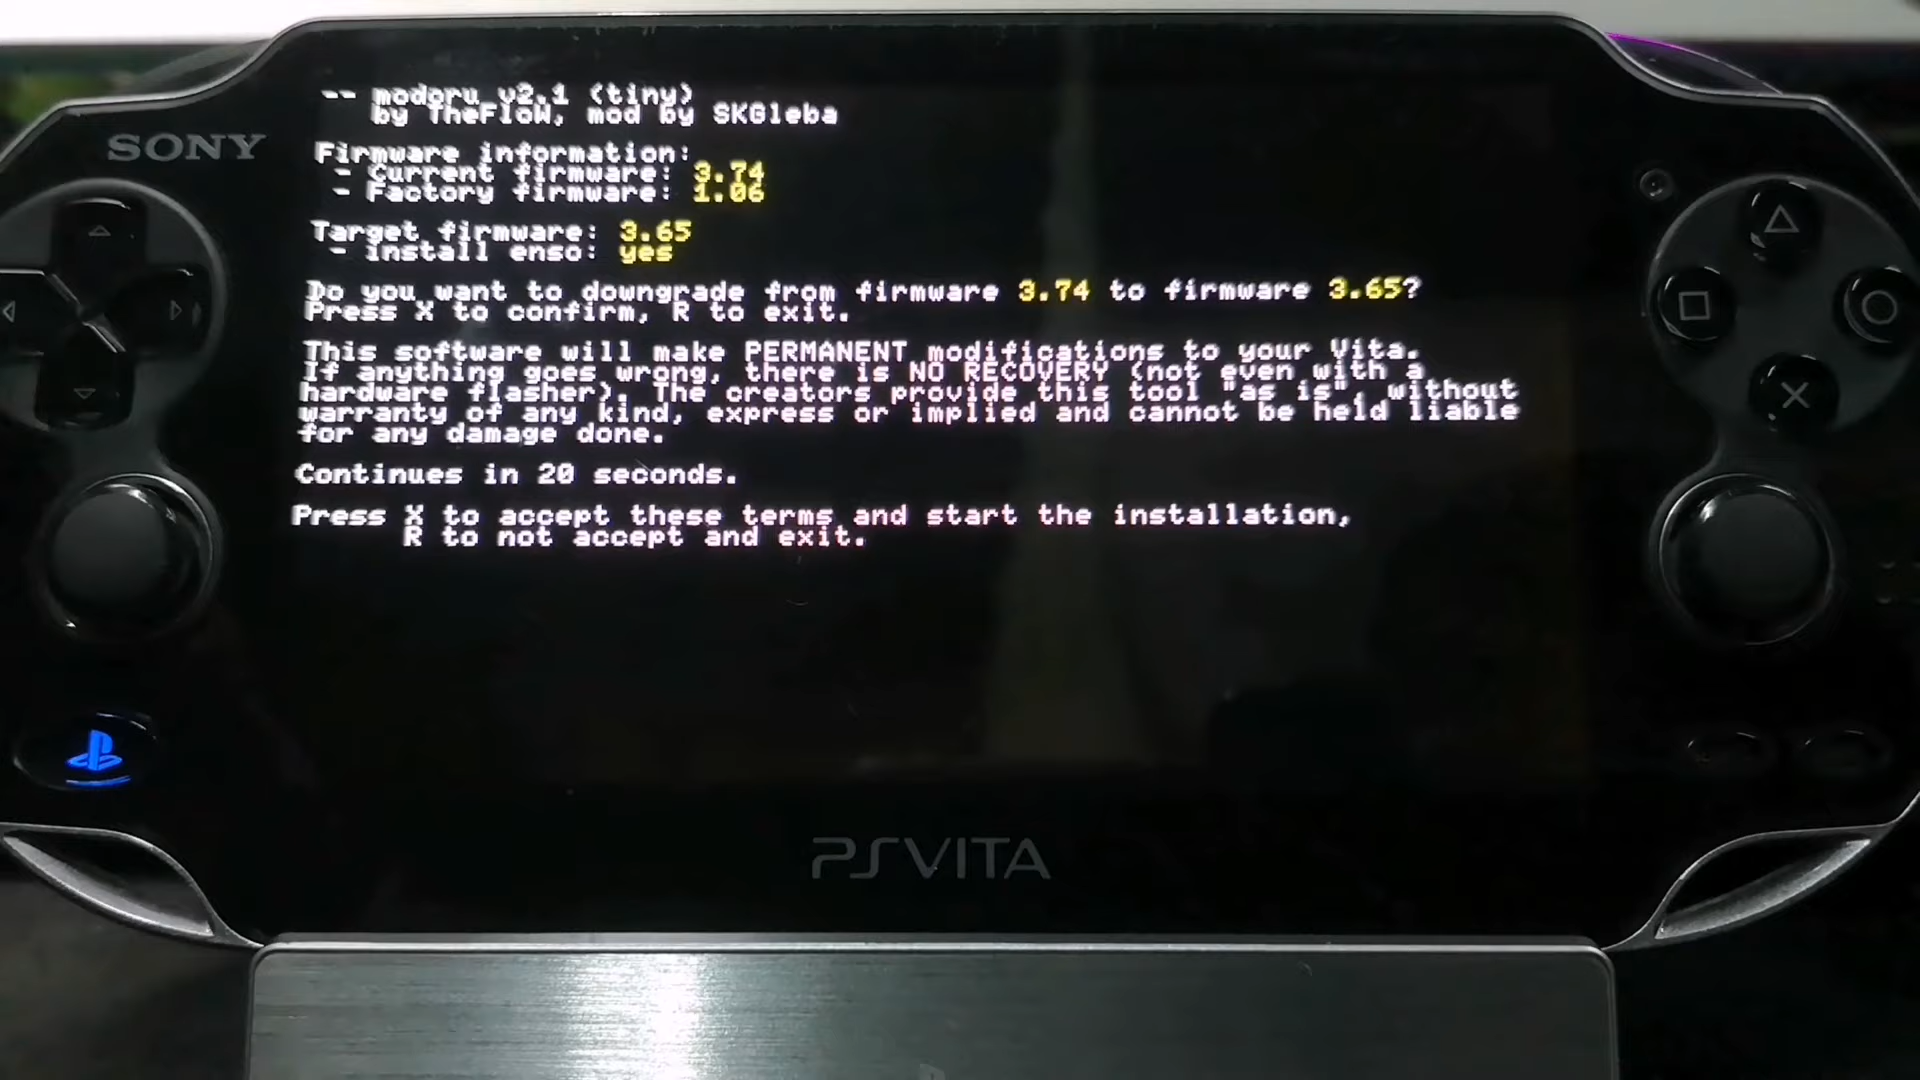 -- modoru v2.1 (tiny)
by TheFloW, mod by SKGleba
SONY
Firmware information:
- Current firmware: 3.74
- Factory firmware: 1.06
Target firmware: 3.65
- install enso: yes
Do you want to downgrade from firmware 3.74 to firmware 3.65?
Press X to confirm, R to exit.
This software will make PERMANENT modifications to your Vita.
If anything goes wrong, there is NO RECOVERY (not even with a
hardware flasher). The creators provide this tool "as is", without
warranty of any kind, express or implied and cannot be held liable
for any damage done.
Continues in 20 seconds.
Press X to accept these terms and start the installation,
R to not accept and exit.
PSVITA